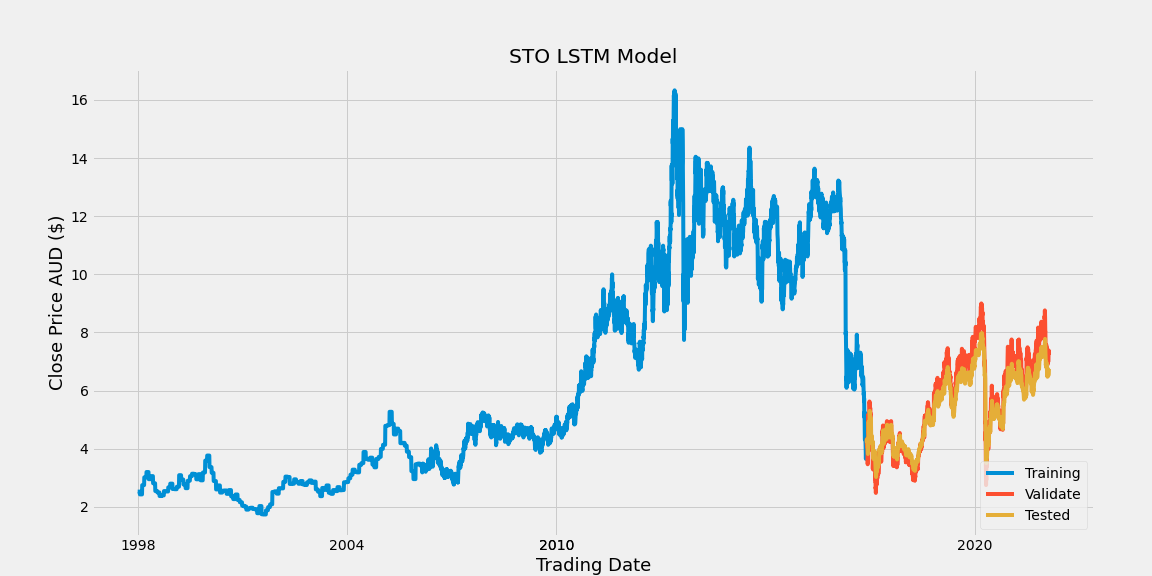 STO LSTM Model
Close Price AUD ($)
16
14
12
10
8
6
4
2
Training
Validate
Tested
1998
2004
2010
2020
Trading Date